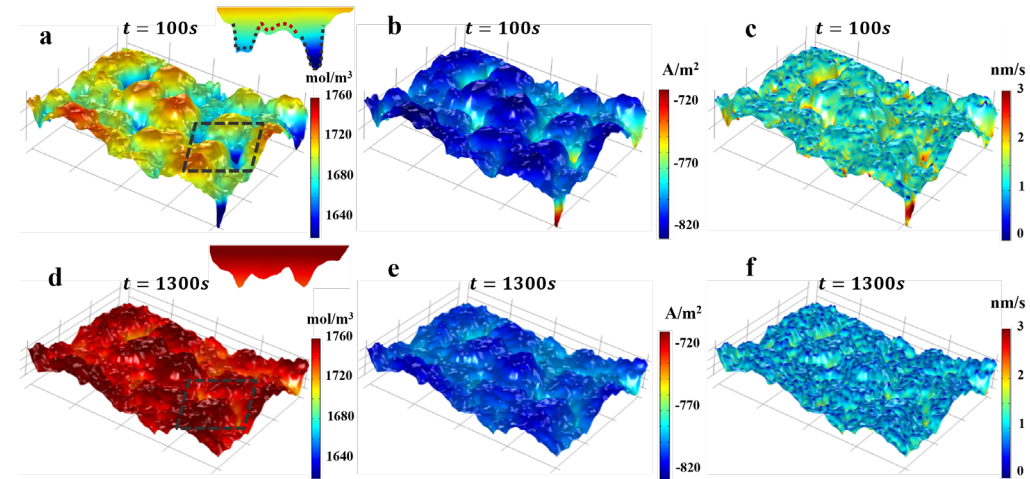 a
t = 100s
mol/m³
1760
1720
1680
1640
b
t = 100s
A/m²
-720
-770
-820
c
t = 100s
nm/s
3
2
1
0
d
t = 1300s
mol/m³
1760
1720
1680
1640
e
t = 1300s
A/m²
-720
-770
-820
f
t = 1300s
nm/s
3
2
1
0